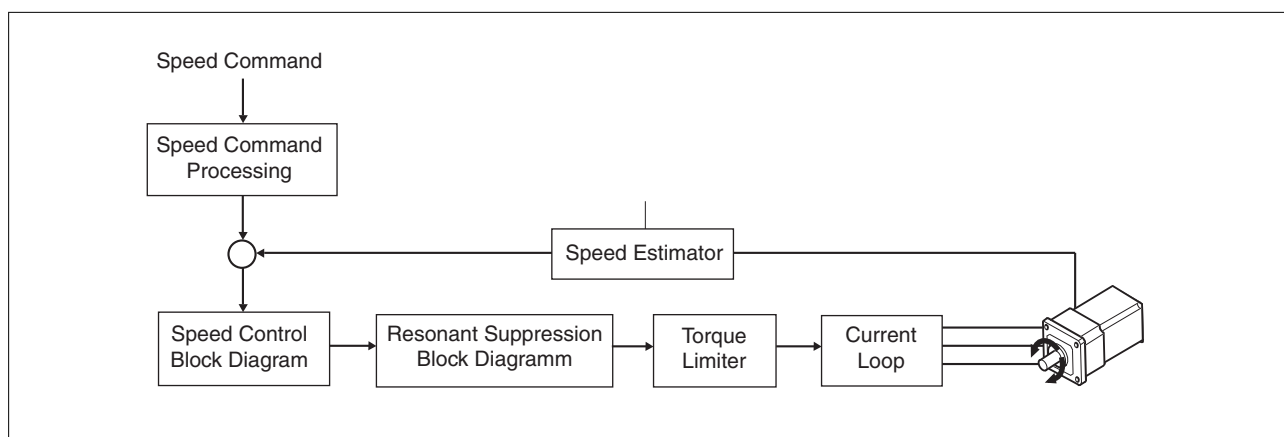 Speed Command
Speed Command
Processing
Speed Estimator
Speed Control
Block Diagram
Resonant Suppression
Block Diagramm
Torque
Limiter
Current
Loop